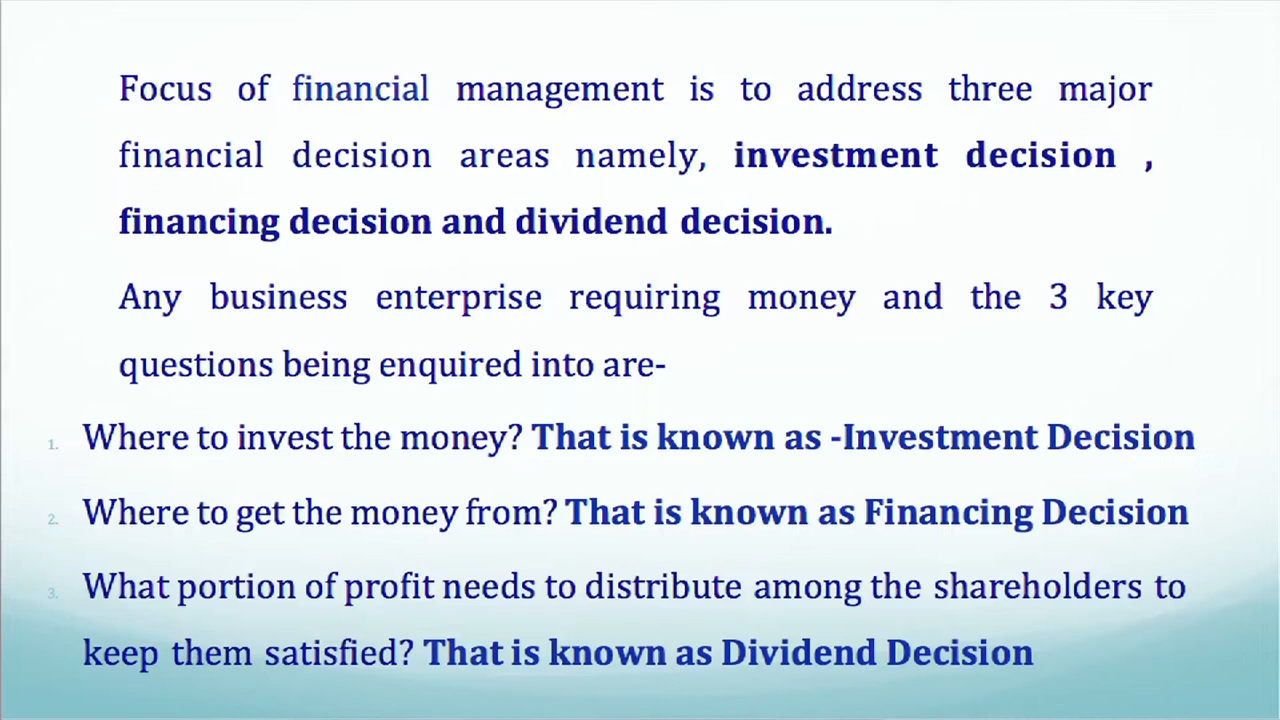 Focus of financial management is to address three major
financial decision areas namely, investment decision ,
financing decision and dividend decision.
Any business enterprise requiring money and the 3 key
questions being enquired into are-
1. Where to invest the money? That is known as -Investment Decision
2. Where to get the money from? That is known as Financing Decision
3. What portion of profit needs to distribute among the shareholders to
keep them satisfied? That is known as Dividend Decision